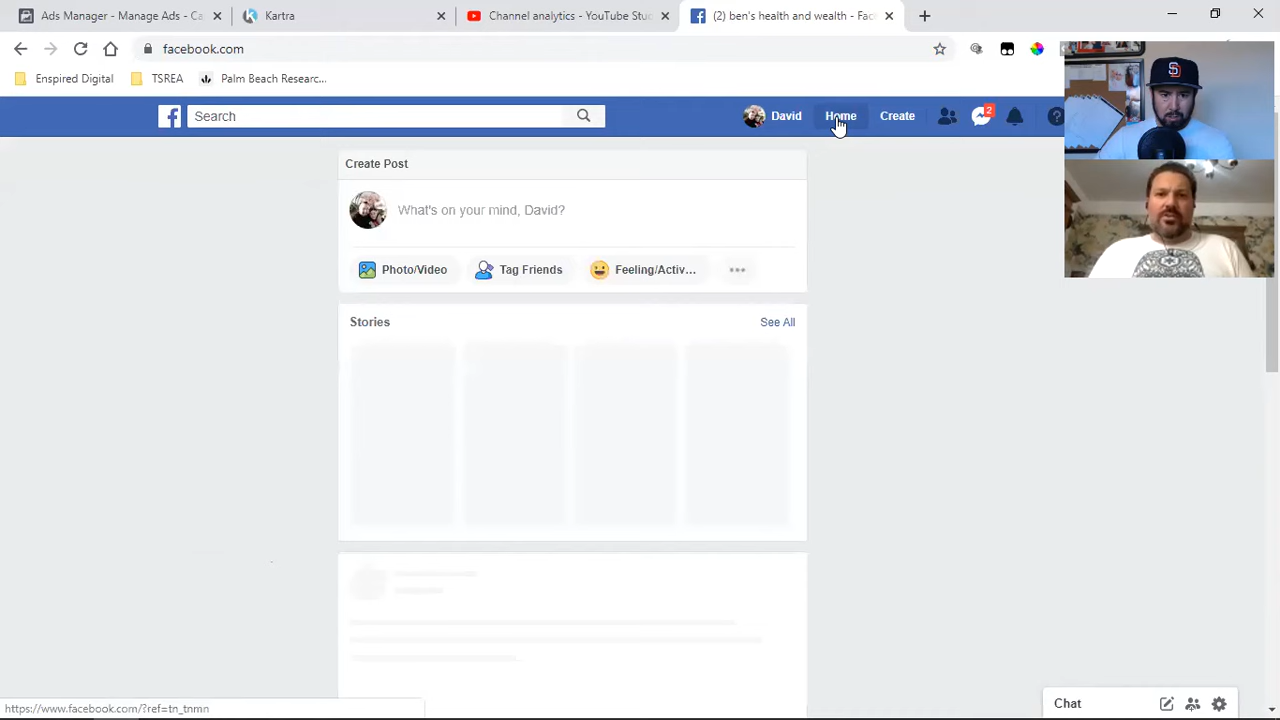 Ads Manager - Manage Ads - Ca
Kartra
Channel analytics - YouTube Stu
(2) ben's health and wealth - Fac
facebook.com
Enspired Digital
TSREA
Palm Beach Researc...
Search
David
Home
Create
2
Create Post
What's on your mind, David?
Photo/Video
Tag Friends
Feeling/Activ...
Stories
See All
https://www.facebook.com/?ref=tn_tnmn
Chat